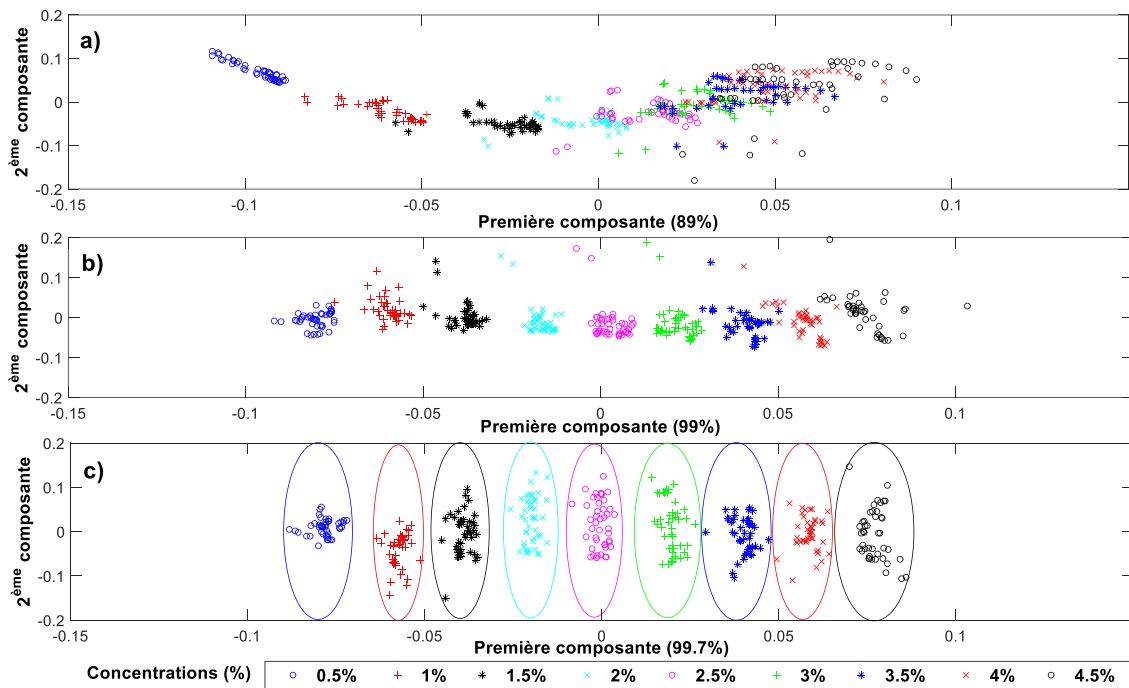 a)
2ème composante
0.2
0.1
0
-0.1
-0.2
-0.15 -0.1 -0.05 0 0.05 0.1
Première composante (89%)
b)
2ème composante
0.2
0.1
0
-0.1
-0.2
-0.15 -0.1 -0.05 0 0.05 0.1
Première composante (99%)
c)
2ème composante
0.2
0.1
0
-0.1
-0.2
-0.15 -0.1 -0.05 0 0.05 0.1
Première composante (99.7%)
Concentrations (%) 0.5% 1% 1.5% 2% 2.5% 3% 3.5% 4% 4.5%